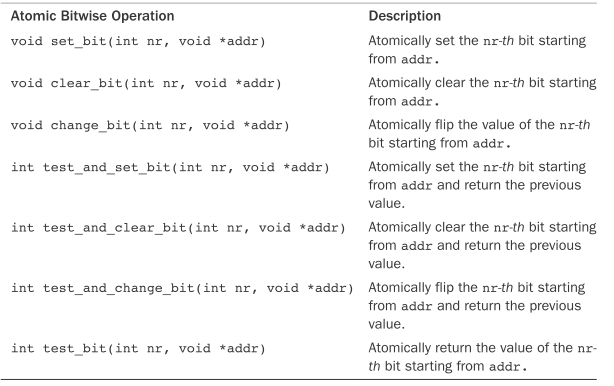 Atomic Bitwise Operation Description
void set_bit(int nr, void *addr) Atomically set the nr-th bit starting
from addr.
void clear_bit(int nr, void *addr) Atomically clear the nr-th bit starting
from addr.
void change_bit(int nr, void *addr) Atomically flip the value of the nr-th
bit starting from addr.
int test_and_set_bit(int nr, void *addr) Atomically set the nr-th bit starting
from addr and return the previous
value.
int test_and_clear_bit(int nr, void *addr) Atomically clear the nr-th bit starting
from addr and return the previous
value.
int test_and_change_bit(int nr, void *addr) Atomically flip the nr-th bit starting
from addr and return the previous
value.
int test_bit(int nr, void *addr) Atomically return the value of the nr-
th bit starting from addr.